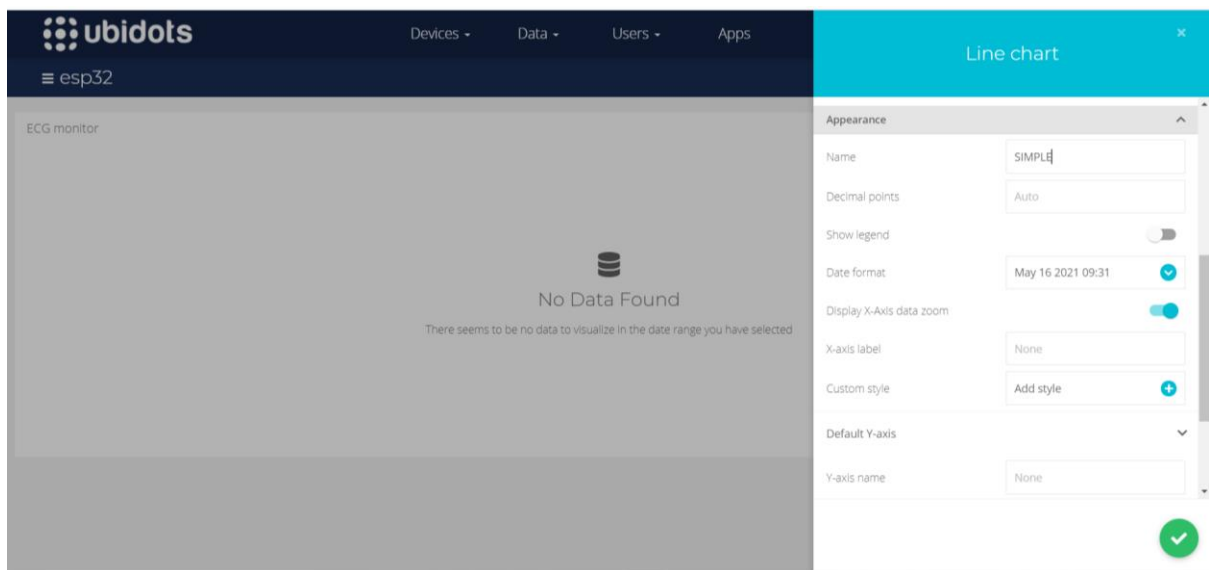 ubidots
Devices
Data
Users
Apps
esp32
ECG monitor
No Data Found
There seems to be no data to visualize in the date range you have selected
Line chart
Appearance
Name SIMPLE
Decimal points Auto
Show legend
Date format May 16 2021 09:31
Display X-Axis data zoom
X-axis label None
Custom style Add style
Default Y-axis
Y-axis name None